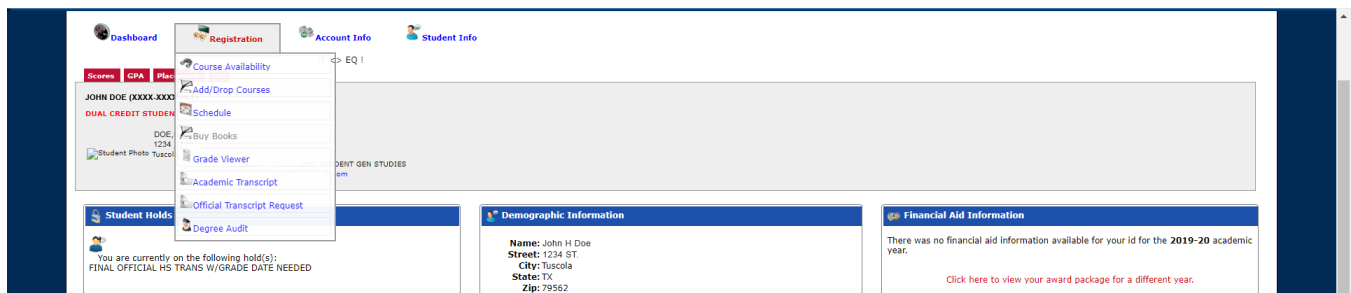 Dashboard Registration Account Info Student Info
<> EQ !
Course Availability
Scores GPA Plac
Add/Drop Courses
JOHN DOE (XXXX-XXX
DUAL CREDIT STUDEN
Schedule
DOE,
Buy Books
1234
Student Photo Tuscol
Grade Viewer
DENT GEN STUDIES
om
Academic Transcript
Official Transcript Request
Degree Audit
Student Holds
You are currently on the following hold(s):
FINAL OFFICIAL HS TRANS W/GRADE DATE NEEDED
Demographic Information
Name: John H Doe
Street: 1234 ST.
City: Tuscola
State: TX
Zip: 79562
Financial Aid Information
There was no financial aid information available for your id for the 2019-20 academic
year.
Click here to view your award package for a different year.